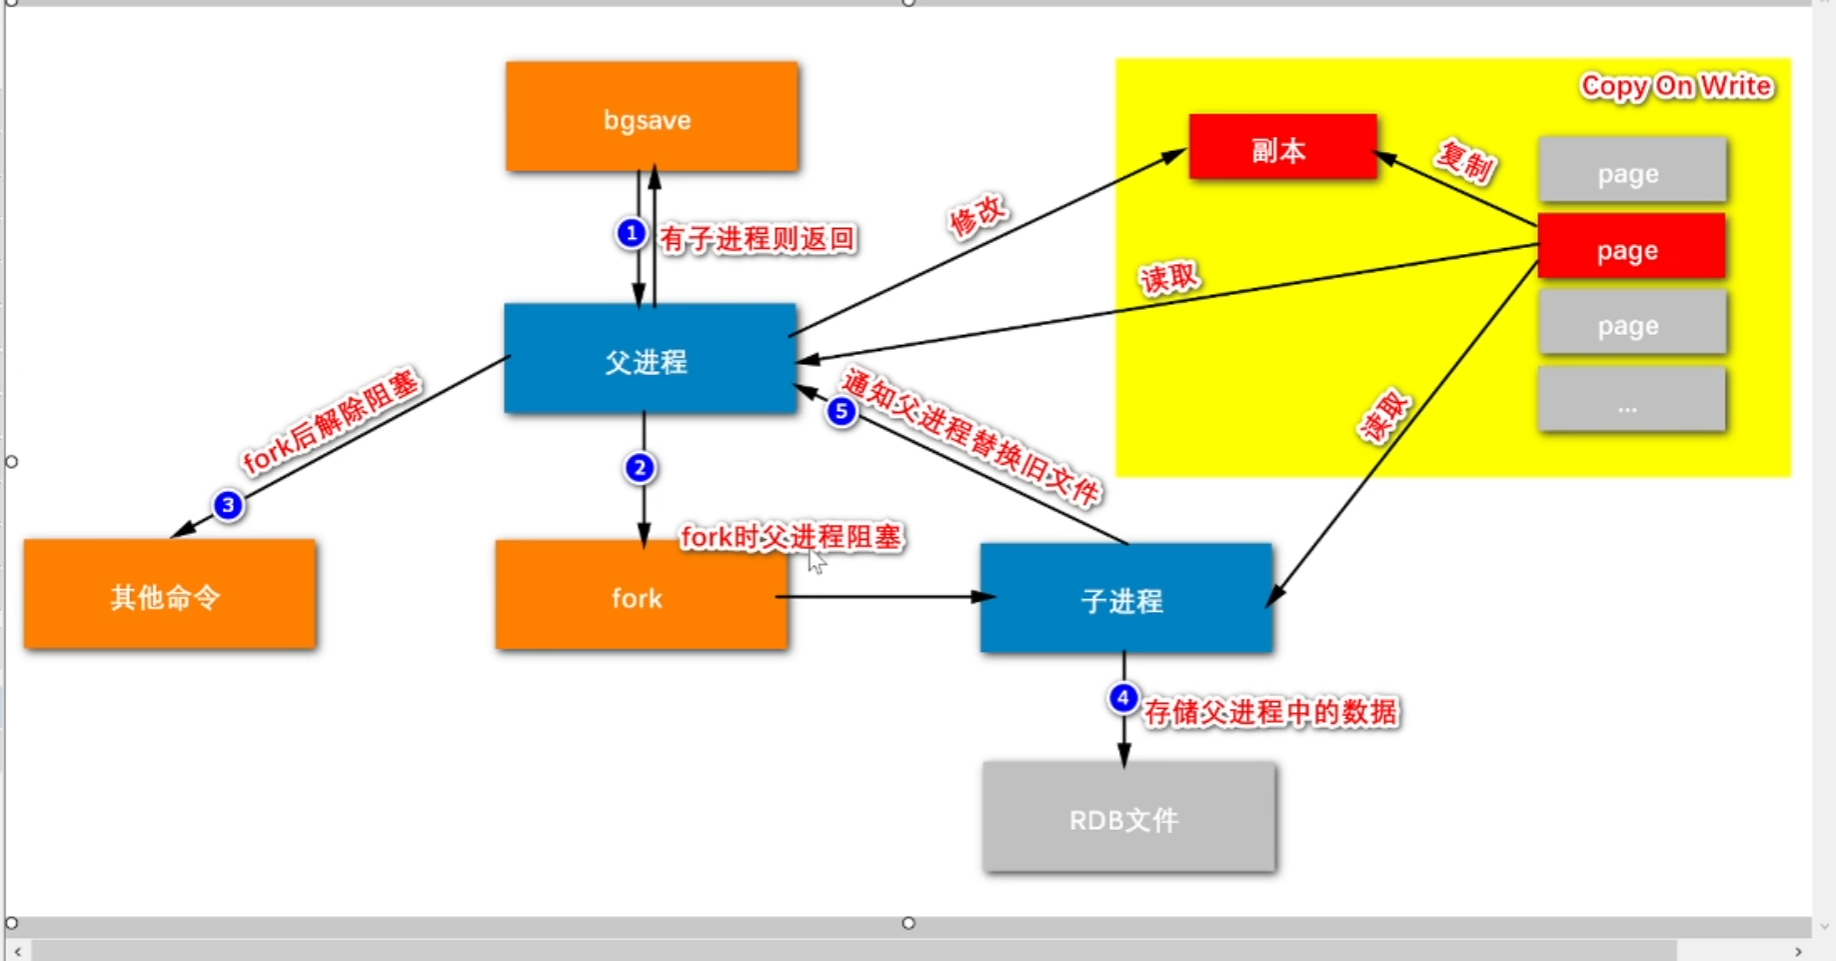 Copy On Write
bgsave
副本
复制
page
修改
1
有子进程则返回
page
读取
page
父进程
通知父进程替换旧文件
5
fork后解除阻塞
读取
...
2
3
fork时父进程阻塞
其他命令
fork
子进程
4
存储父进程中的数据
RDB文件